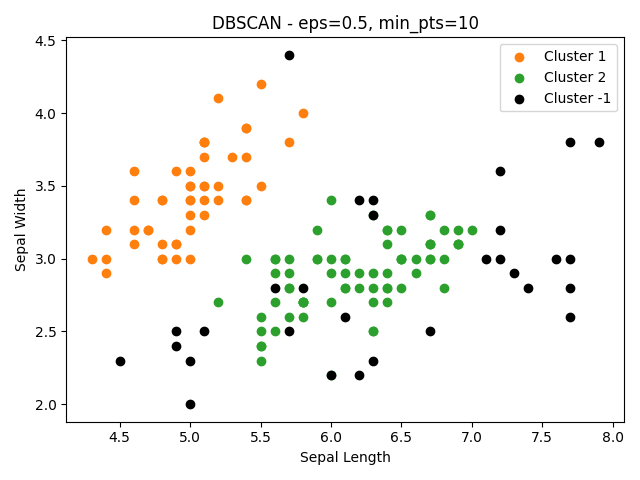 DBSCAN - eps=0.5, min_pts=10
Cluster 1
Cluster 2
Cluster -1
Sepal Width
4.5
4.0
3.5
3.0
2.5
2.0
4.5 5.0 5.5 6.0 6.5 7.0 7.5 8.0
Sepal Length